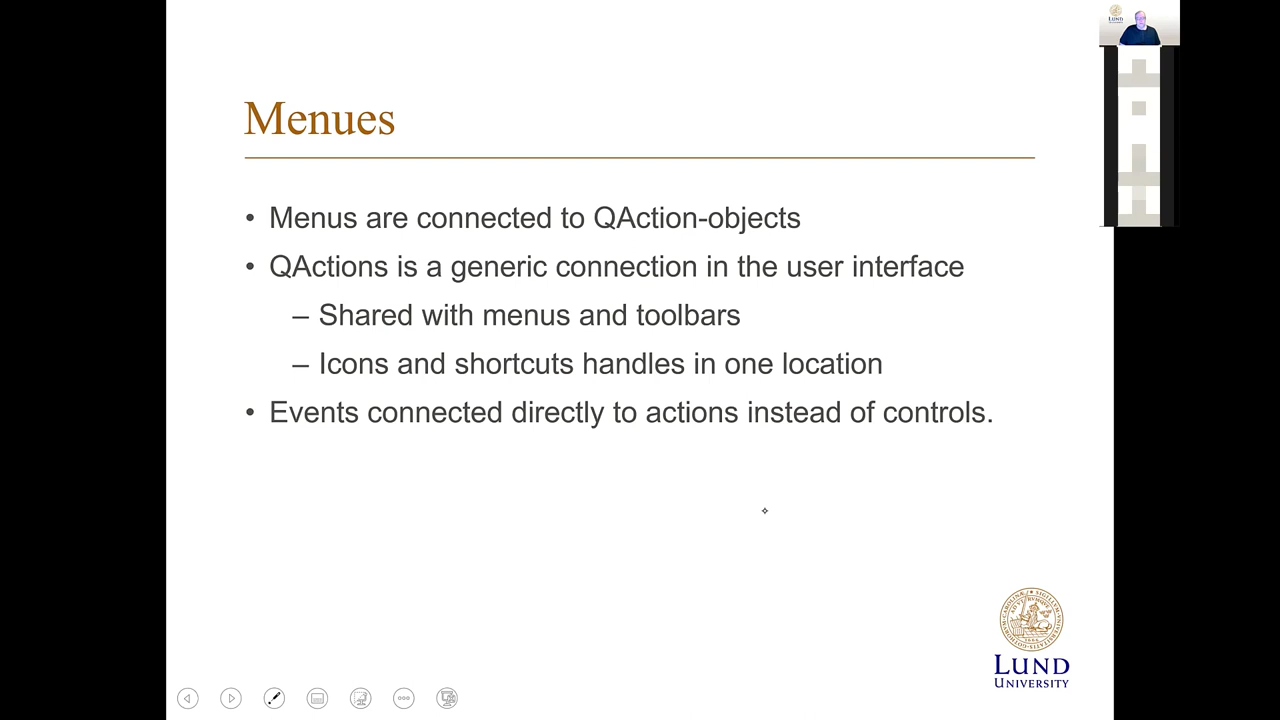 Menues
• Menus are connected to QAction-objects
• QActions is a generic connection in the user interface
– Shared with menus and toolbars
– Icons and shortcuts handles in one location
• Events connected directly to actions instead of controls.
LUND
UNIVERSITY
LUND